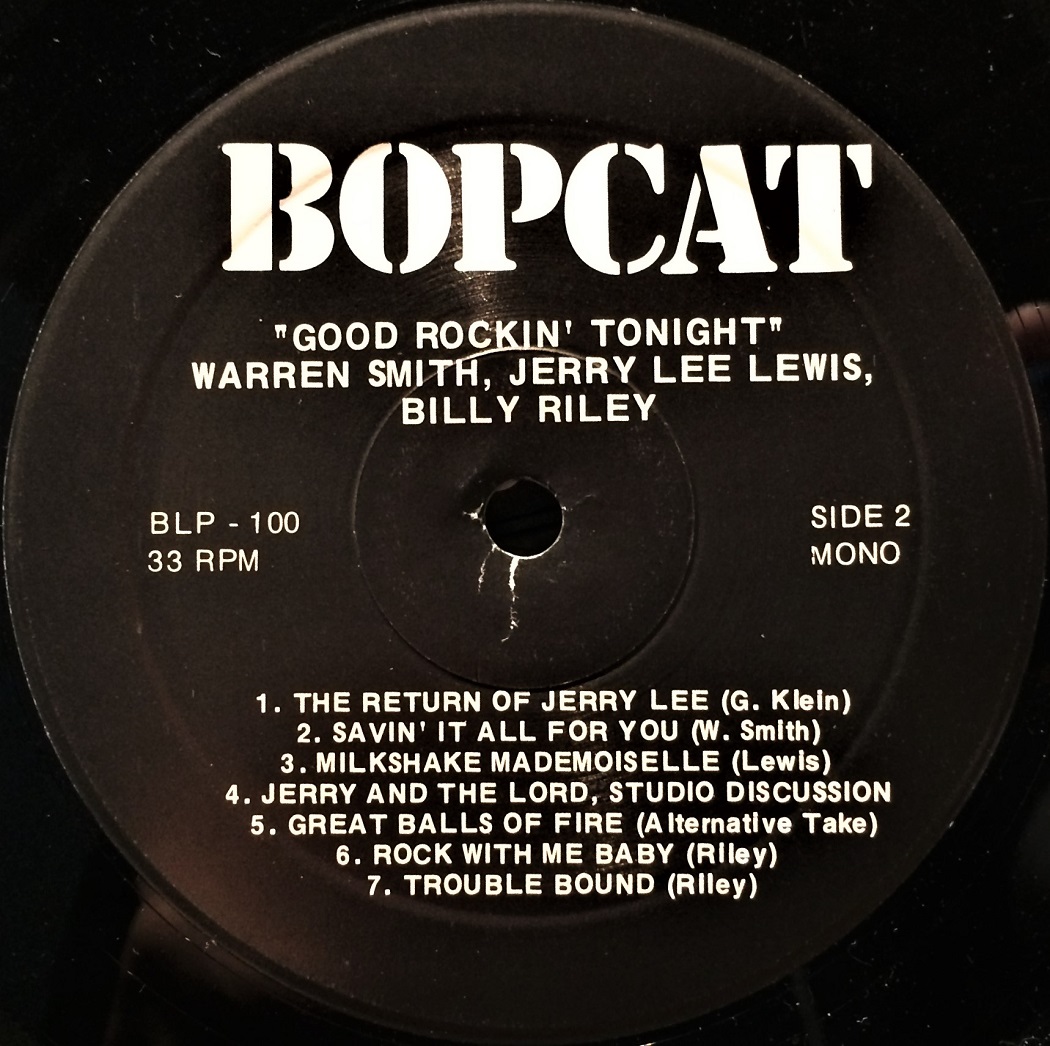 BOPCAT
"GOOD ROCKIN' TONIGHT"
WARREN SMITH, JERRY LEE LEWIS,
BILLY RILEY
BLP - 100
33 RPM
SIDE 2
MONO
1. THE RETURN OF JERRY LEE (G. Klein)
2. SAVIN' IT ALL FOR YOU (W. Smith)
3. MILKSHAKE MADEMOISELLE (Lewis)
4. JERRY AND THE LORD, STUDIO DISCUSSION
5. GREAT BALLS OF FIRE (Alternative Take)
6. ROCK WITH ME BABY (Riley)
7. TROUBLE BOUND (Riley)